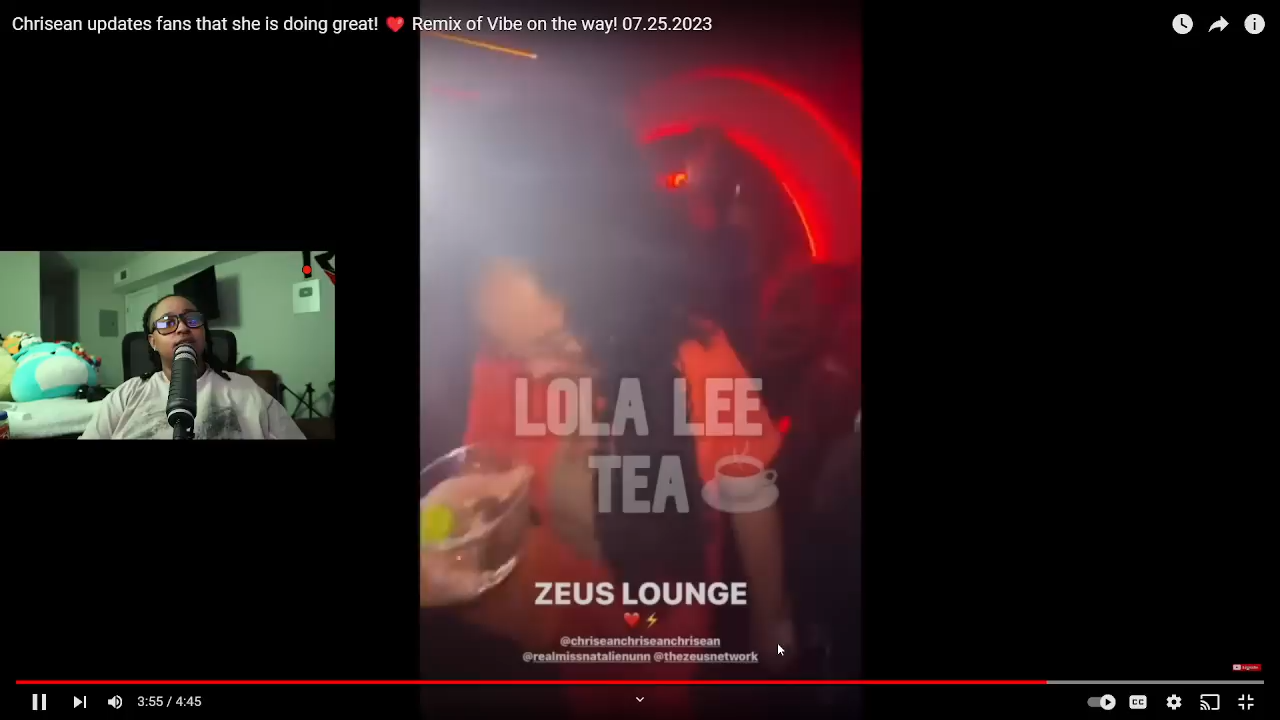 Chrisean updates fans that she is doing great! ❤️ Remix of Vibe on the way! 07.25.2023
LOLA LEE
TEA
ZEUS LOUNGE
❤️⚡
@chriseanchriseanchrisean
@realmissnatalienunn @thezeusnetwork
3:55 / 4:45
CC